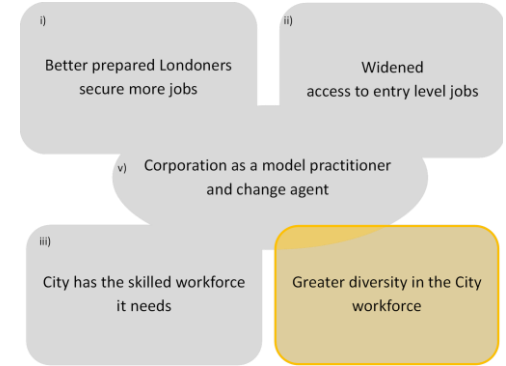 i)
Better prepared Londoners
secure more jobs
ii)
Widened
access to entry level jobs
v)
Corporation as a model practitioner
and change agent
iii)
City has the skilled workforce
it needs
Greater diversity in the City
workforce